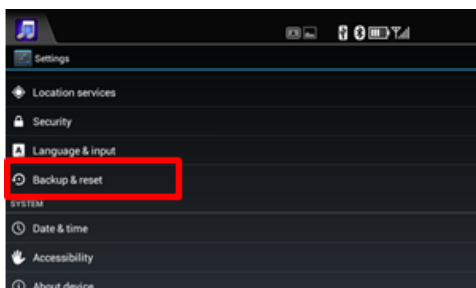 Settings
Location services
Security
A Language & input
Backup & reset
SYSTEM
Date & time
Accessibility
About device